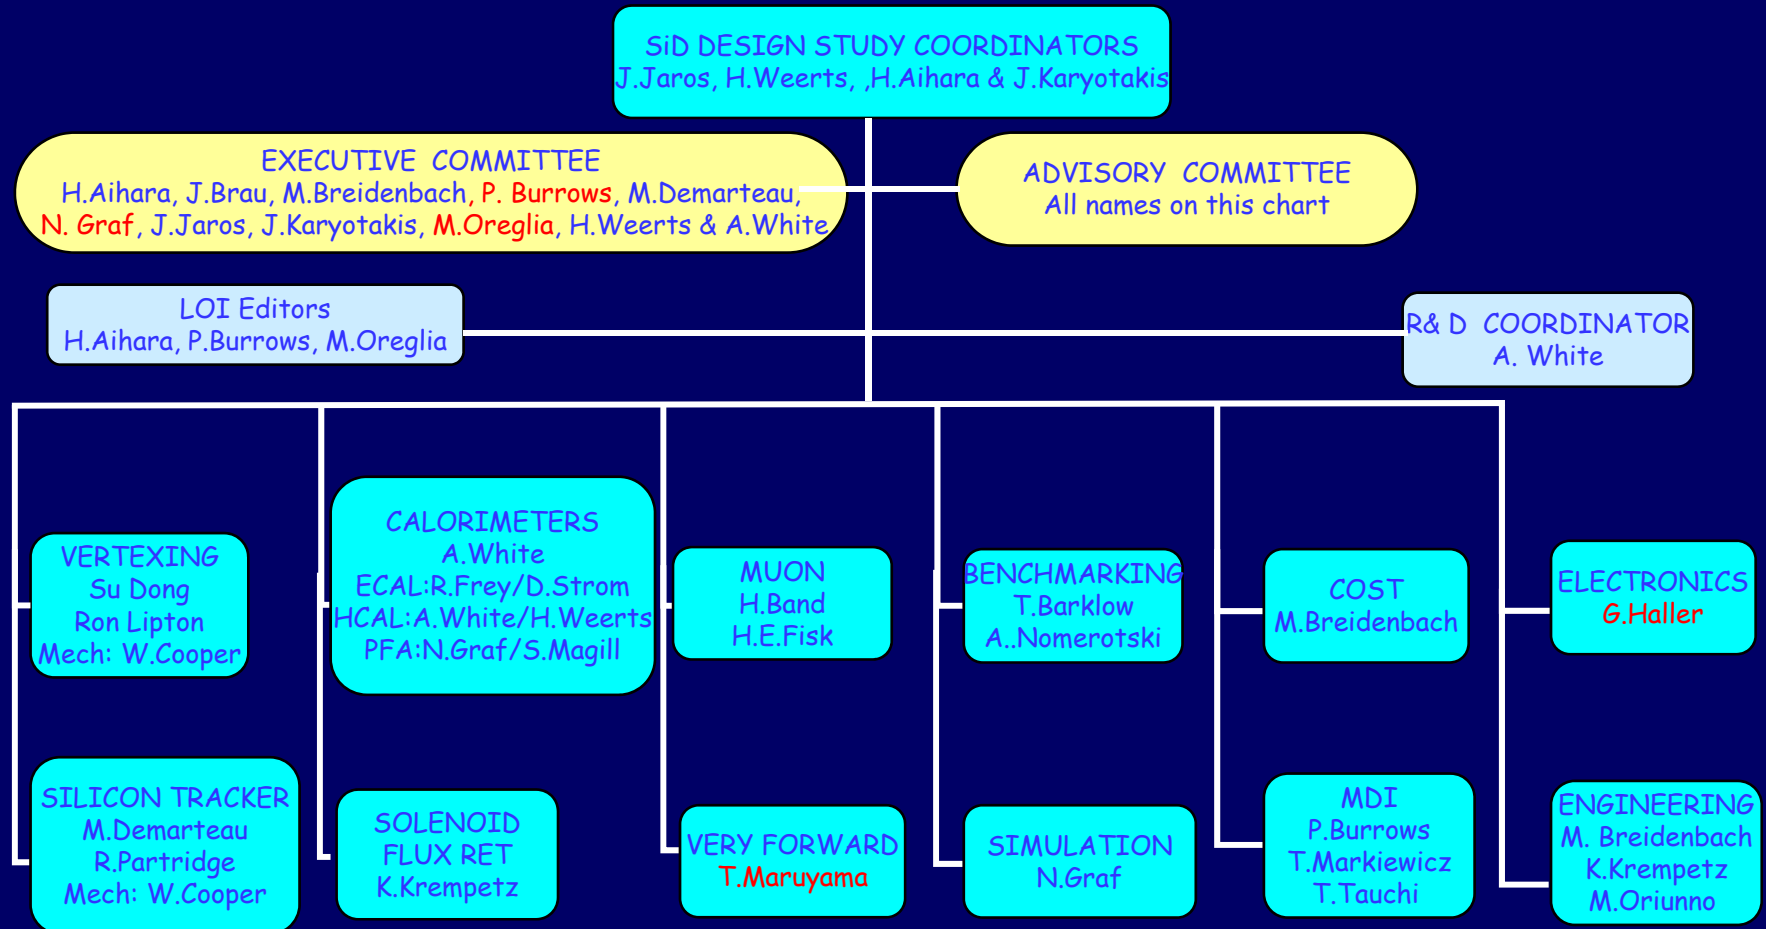 SiD DESIGN STUDY COORDINATORS
J.Jaros, H.Weerts, ,H.Aihara & J.Karyotakis
EXECUTIVE COMMITTEE
H.Aihara, J.Brau, M.Breidenbach, P. Burrows, M.Demarteau,
N. Graf, J.Jaros, J.Karyotakis, M.Oreglia, H.Weerts & A.White
ADVISORY COMMITTEE
All names on this chart
LOI Editors
H.Aihara, P.Burrows, M.Oreglia
R& D COORDINATOR
A. White
VERTEXING
Su Dong
Ron Lipton
Mech: W.Cooper
CALORIMETERS
A.White
ECAL:R.Frey/D.Strom
HCAL:A.White/H.Weerts
PFA:N.Graf/S.Magill
MUON
H.Band
H.E.Fisk
BENCHMARKING
T.Barklow
A..Nomerotski
COST
M.Breidenbach
ELECTRONICS
G.Haller
SILICON TRACKER
M.Demarteau
R.Partridge
Mech: W.Cooper
SOLENOID
FLUX RET
K.Krempetz
VERY FORWARD
T.Maruyama
SIMULATION
N.Graf
MDI
P.Burrows
T.Markiewicz
T.Tauchi
ENGINEERING
M. Breidenbach
K.Krempetz
M.Oriunno